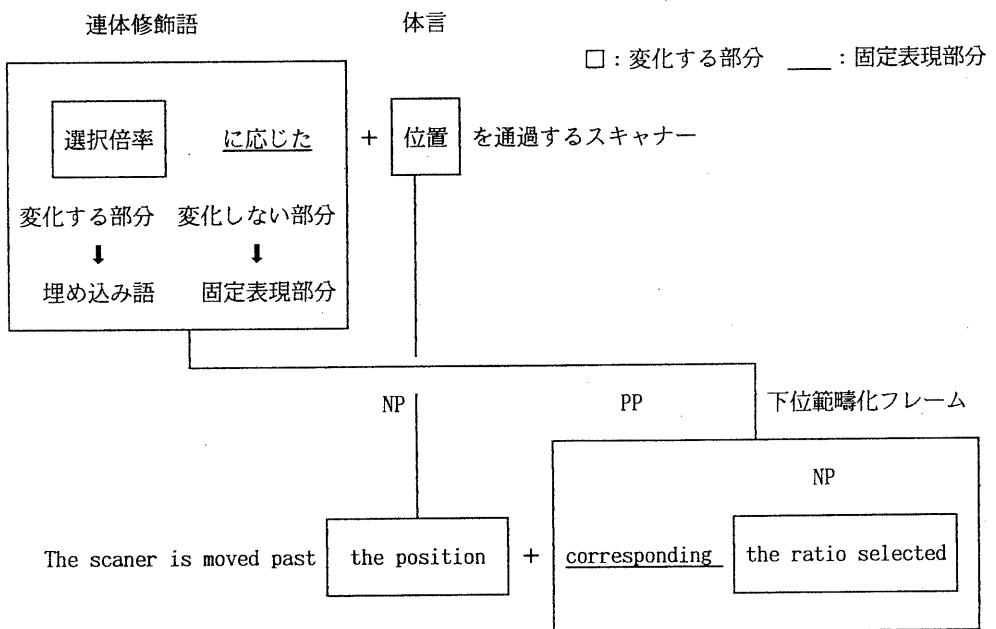 連体修飾語 体言
□：変化する部分 ＿＿：固定表現部分
選択倍率 に応じた + 位置 を通過するスキャナー
変化する部分 変化しない部分
⬇ ⬇
埋め込み語 固定表現部分
NP PP 下位範疇化フレーム
NP
The scaner is moved past the position + corresponding the ratio selected